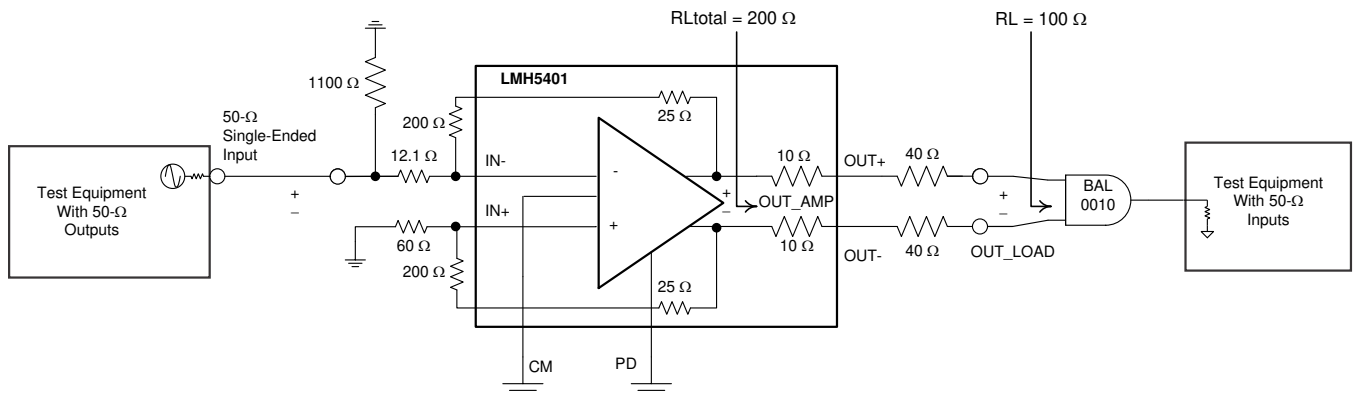 RLtotal = 200 Ω
RL = 100 Ω
1100 Ω
LMH5401
50-Ω
Single-Ended
Input
200 Ω
25 Ω
12.1 Ω
IN-
-
10 Ω
OUT+
40 Ω
Test Equipment
With 50-Ω
Outputs
+
–
+
–
OUT_AMP
+
–
BAL
0010
Test Equipment
With 50-Ω
Inputs
IN+
+
60 Ω
10 Ω
OUT-
40 Ω
OUT_LOAD
200 Ω
25 Ω
CM
PD